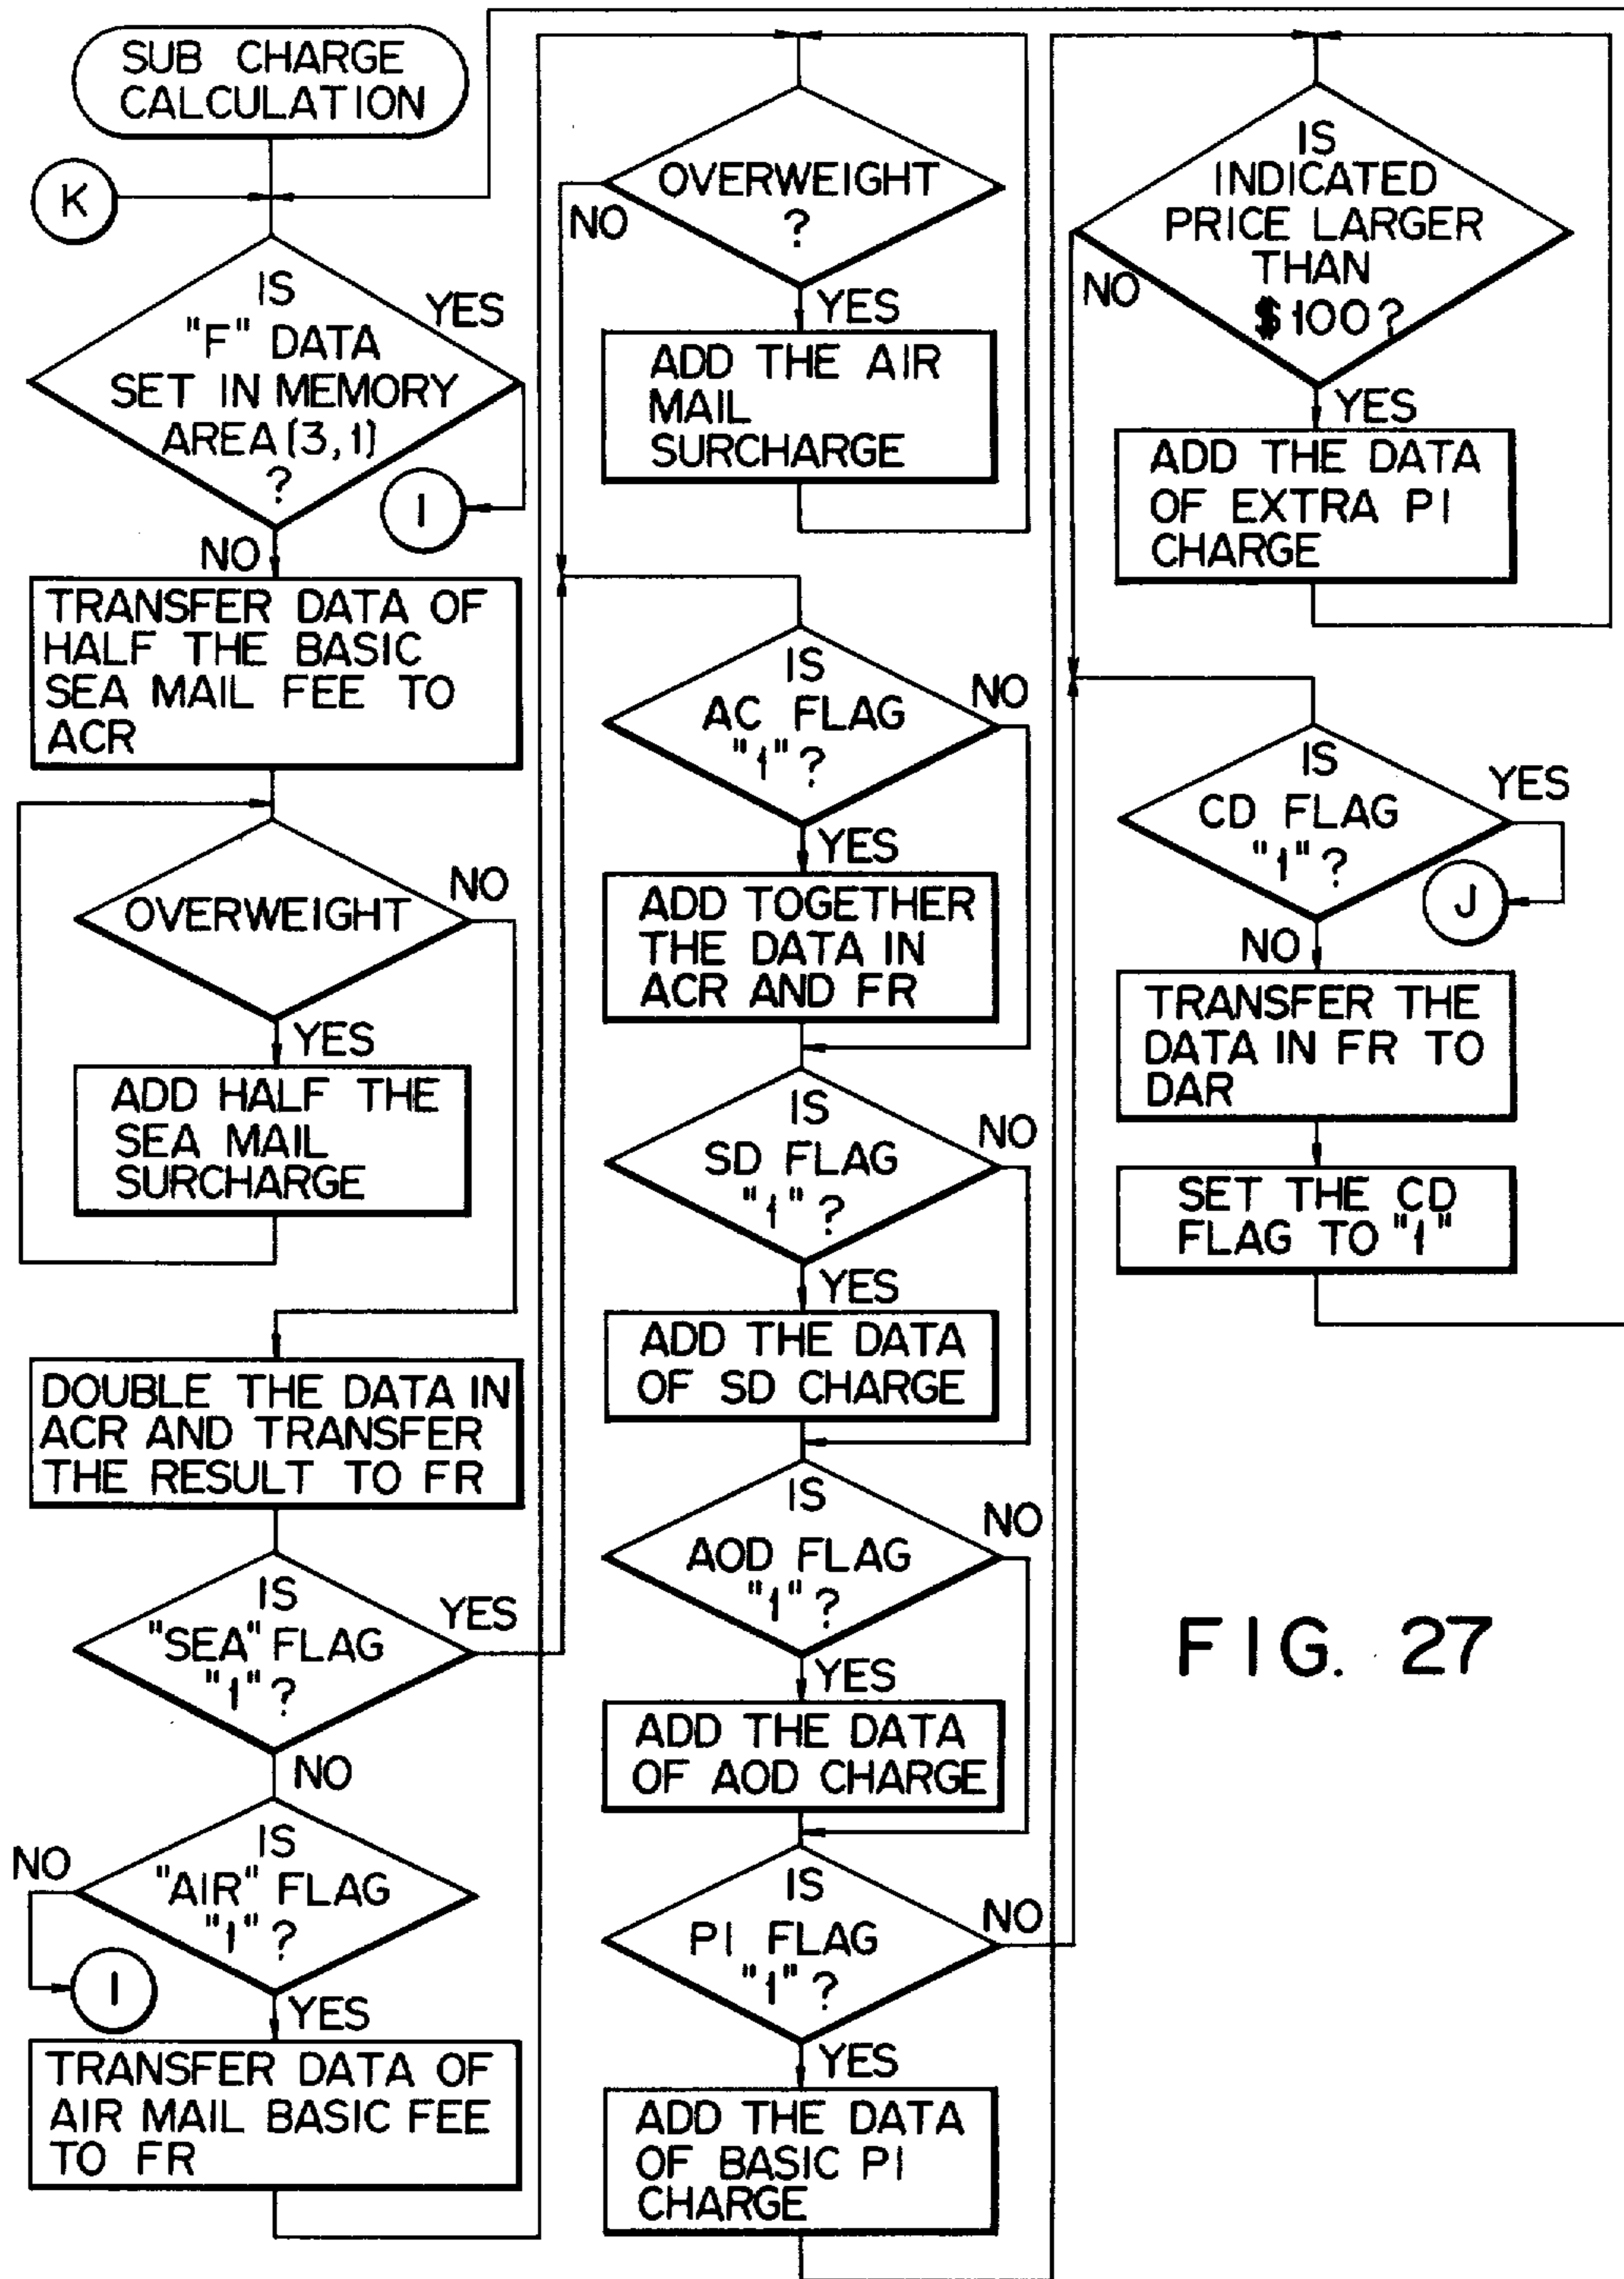 SUB CHARGE
CALCULATION
K
IS
"F" DATA
SET IN MEMORY
AREA (3,1)
?
YES
I
NO
TRANSFER DATA OF
HALF THE BASIC
SEA MAIL FEE TO
ACR
OVERWEIGHT
NO
YES
ADD HALF THE
SEA MAIL
SURCHARGE
DOUBLE THE DATA IN
ACR AND TRANSFER
THE RESULT TO FR
IS
"SEA" FLAG
"1" ?
YES
NO
IS
"AIR" FLAG
"1" ?
NO
I
YES
TRANSFER DATA OF
AIR MAIL BASIC FEE
TO FR
OVERWEIGHT
?
NO
YES
ADD THE AIR
MAIL
SURCHARGE
IS
AC FLAG
"1" ?
NO
YES
ADD TOGETHER
THE DATA IN
ACR AND FR
IS
SD FLAG
"1" ?
NO
YES
ADD THE DATA
OF SD CHARGE
IS
AOD FLAG
"1" ?
NO
YES
ADD THE DATA
OF AOD CHARGE
IS
PI FLAG
"1" ?
NO
YES
ADD THE DATA
OF BASIC PI
CHARGE
IS
INDICATED
PRICE LARGER
THAN
$100 ?
NO
YES
ADD THE DATA
OF EXTRA PI
CHARGE
IS
CD FLAG
"1" ?
YES
J
NO
TRANSFER THE
DATA IN FR TO
DAR
SET THE CD
FLAG TO "1"
FIG. 27